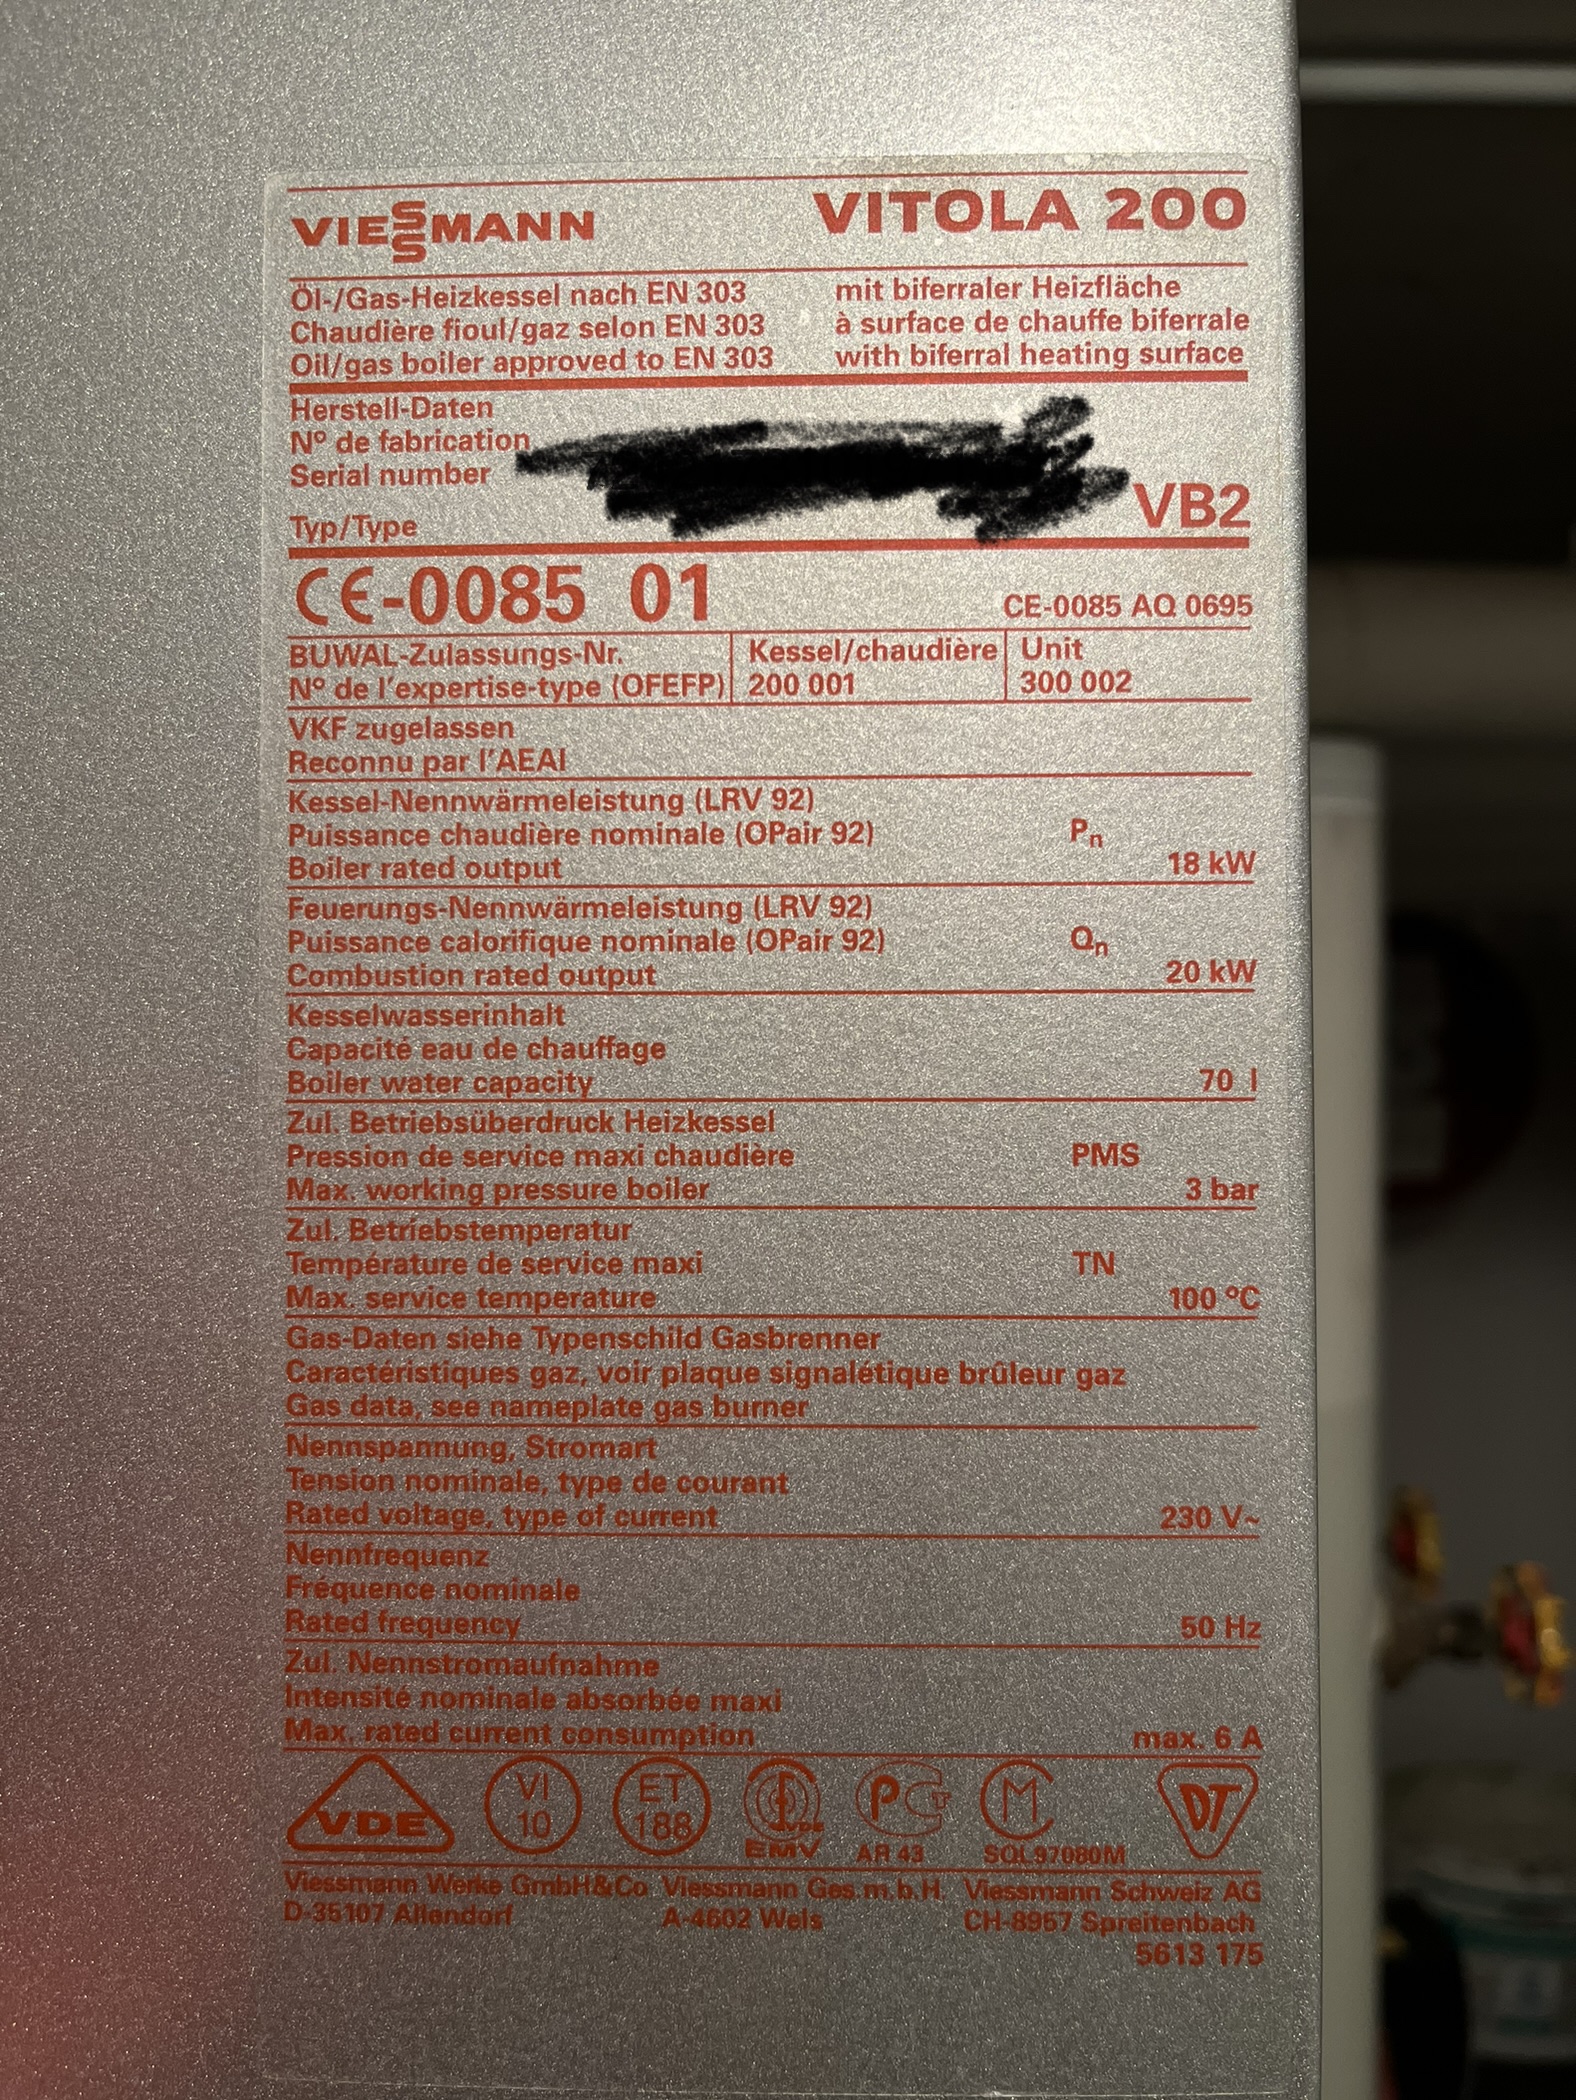 VIESSMANN VITOLA 200
Öl-/Gas-Heizkessel nach EN 303 mit biferraler Heizfläche
Chaudière fioul/gaz selon EN 303 à surface de chauffe biferrale
Oil/gas boiler approved to EN 303 with biferral heating surface
Herstell-Daten
Nº de fabrication
Serial number
Typ/Type VB2
CE-0085 01 CE-0085 AQ 0695
BUWAL-Zulassungs-Nr. Kessel/chaudière Unit
Nº de l'expertise-type (OFEFP) 200 001 300 002
VKF zugelassen
Reconnu par l'AEAI
Kessel-Nennwärmeleistung (LRV 92)
Puissance chaudière nominale (OPair 92) Pn
Boiler rated output 18 kW
Feuerungs-Nennwärmeleistung (LRV 92)
Puissance calorifique nominale (OPair 92) Qn
Combustion rated output 20 kW
Kesselwasserinhalt
Capacité eau de chauffage
Boiler water capacity 70 l
Zul. Betriebsüberdruck Heizkessel
Pression de service maxi chaudière PMS
Max. working pressure boiler 3 bar
Zul. Betriebstemperatur
Température de service maxi TN
Max. service temperature 100 ºC
Gas-Daten siehe Typenschild Gasbrenner
Caractéristiques gaz, voir plaque signalétique brûleur gaz
Gas data, see nameplate gas burner
Nennspannung, Stromart
Tension nominale, type de courant
Rated voltage, type of current 230 V~
Nennfrequenz
Fréquence nominale
Rated frequency 50 Hz
Zul. Nennstromaufnahme
Intensité nominale absorbée maxi
Max. rated current consumption max. 6 A
VDE VI 10 ET 188 VDE EMV AR 43 SQL97080M DT
Viessmann Werke GmbH&Co Viessmann Ges.m.b.H. Viessmann Schweiz AG
D-35107 Allendorf A-4602 Wels CH-8957 Spreitenbach
5613 175